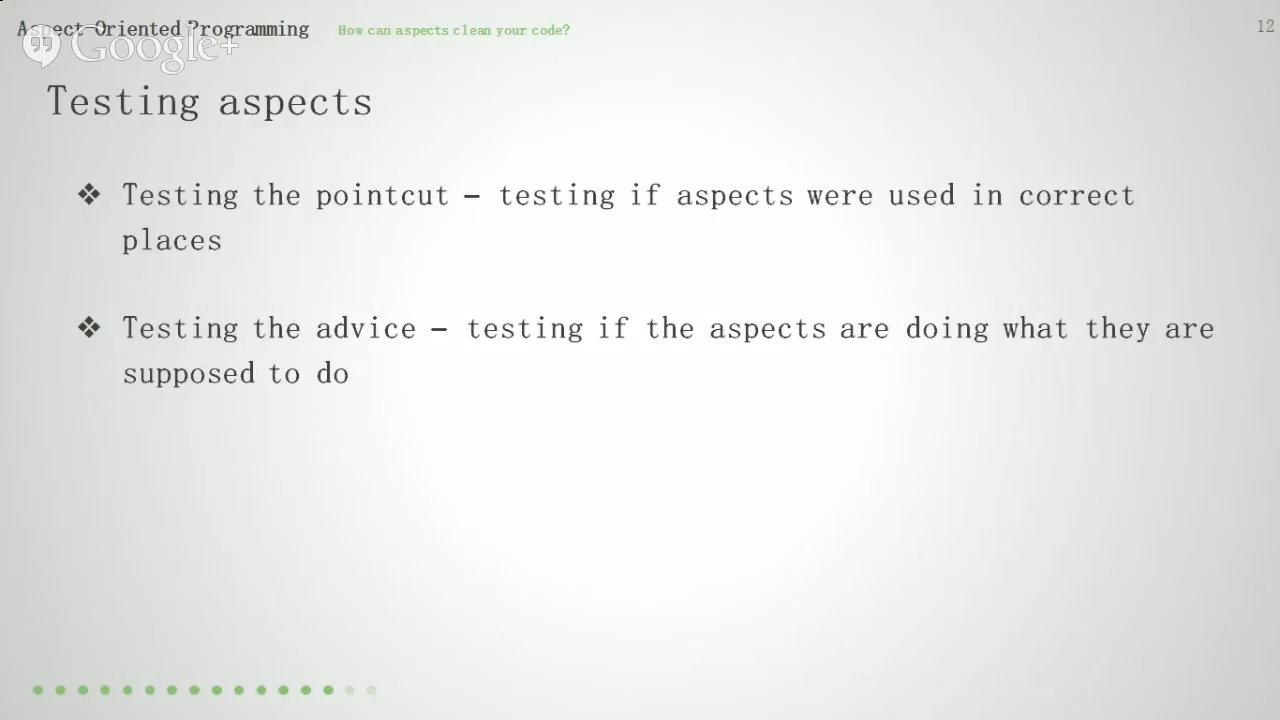 Aspect Oriented Programming
How can aspects clean your code?
12
Google+
Testing aspects
❖ Testing the pointcut – testing if aspects were used in correct
places
❖ Testing the advice – testing if the aspects are doing what they are
supposed to do